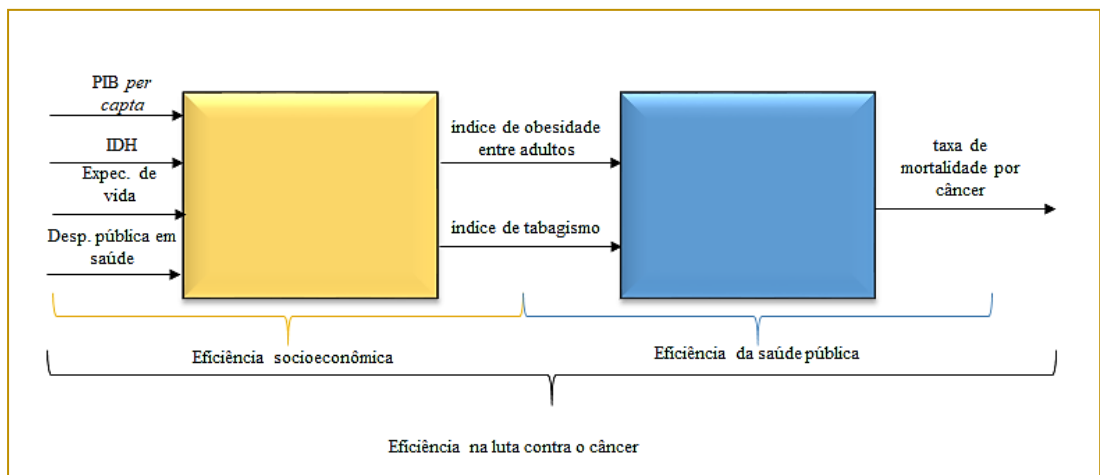 PIB per
capta
IDH
Expec. de
vida
Desp. pública em
saúde
índice de obesidade
entre adultos
índice de tabagismo
taxa de
mortalidade por
câncer
Eficiência socioeconômica
Eficiência da saúde pública
Eficiência na luta contra o câncer